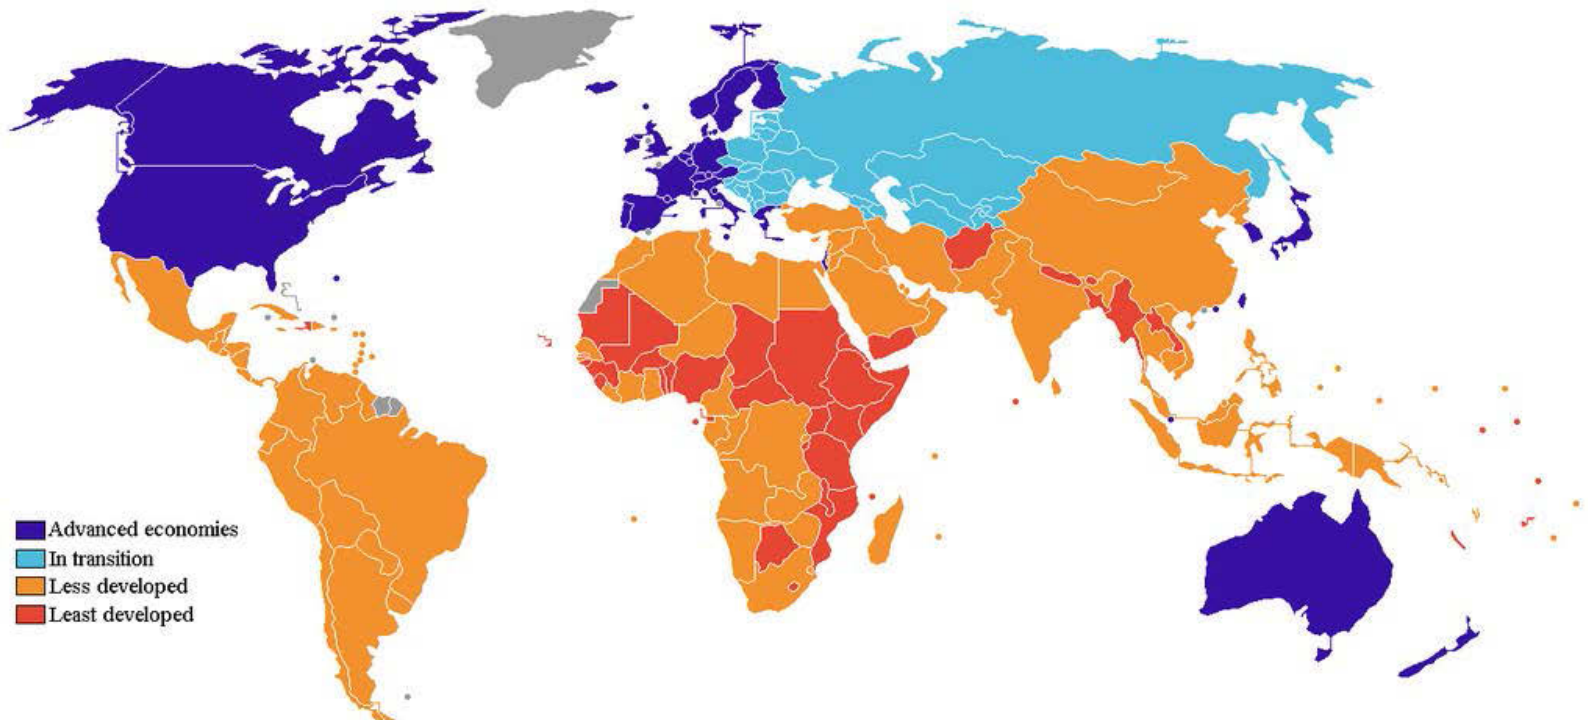 Advanced economies
In transition
Less developed
Least developed